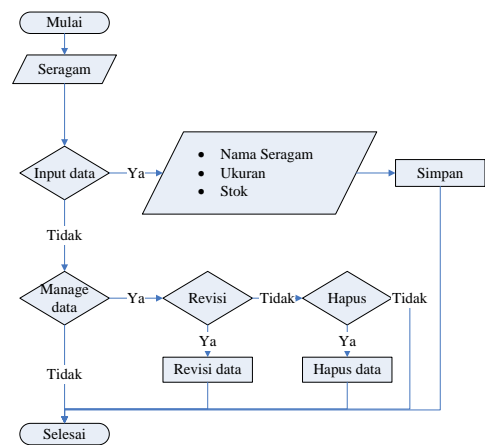 Mulai
Seragam
Input data
Ya
• Nama Seragam
• Ukuran
• Stok
Simpan
Tidak
Manage
data
Ya
Revisi
Tidak
Hapus
Tidak
Ya
Ya
Revisi data
Hapus data
Tidak
Selesai